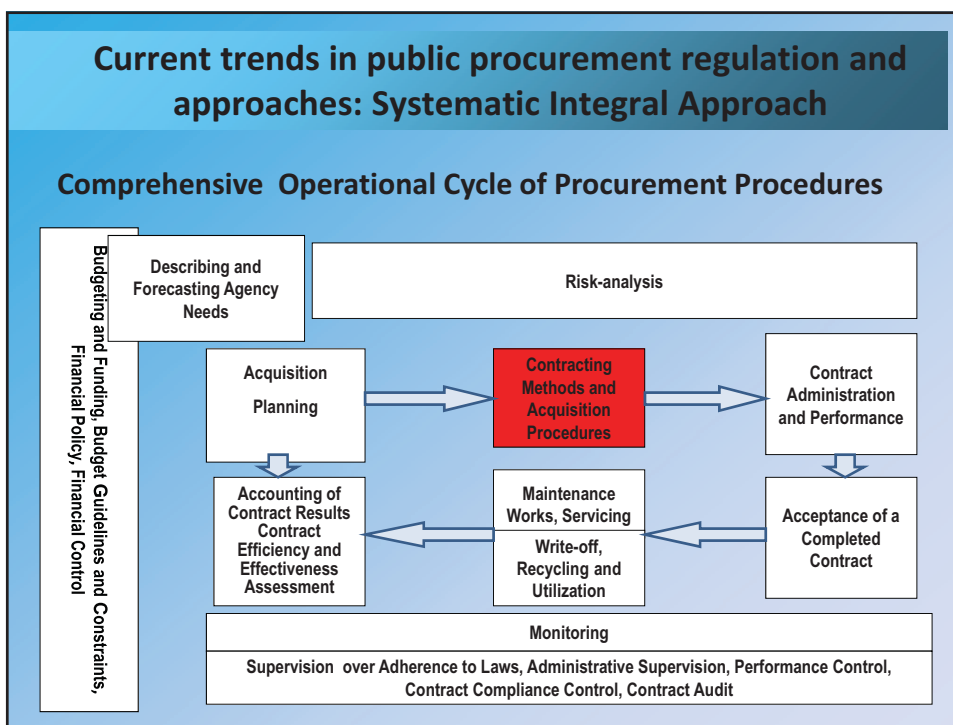 Current trends in public procurement regulation and
approaches: Systematic Integral Approach
Comprehensive Operational Cycle of Procurement Procedures
Budgeting and Funding, Budget Guidelines and Constraints,
Financial Policy, Financial Control
Describing and
Forecasting Agency
Needs
Risk-analysis
Acquisition
Planning
Contracting
Methods and
Acquisition
Procedures
Contract
Administration
and Performance
Accounting of
Contract Results
Contract
Efficiency and
Effectiveness
Assessment
Maintenance
Works, Servicing
Write-off,
Recycling and
Utilization
Acceptance of a
Completed
Contract
Monitoring
Supervision over Adherence to Laws, Administrative Supervision, Performance Control,
Contract Compliance Control, Contract Audit